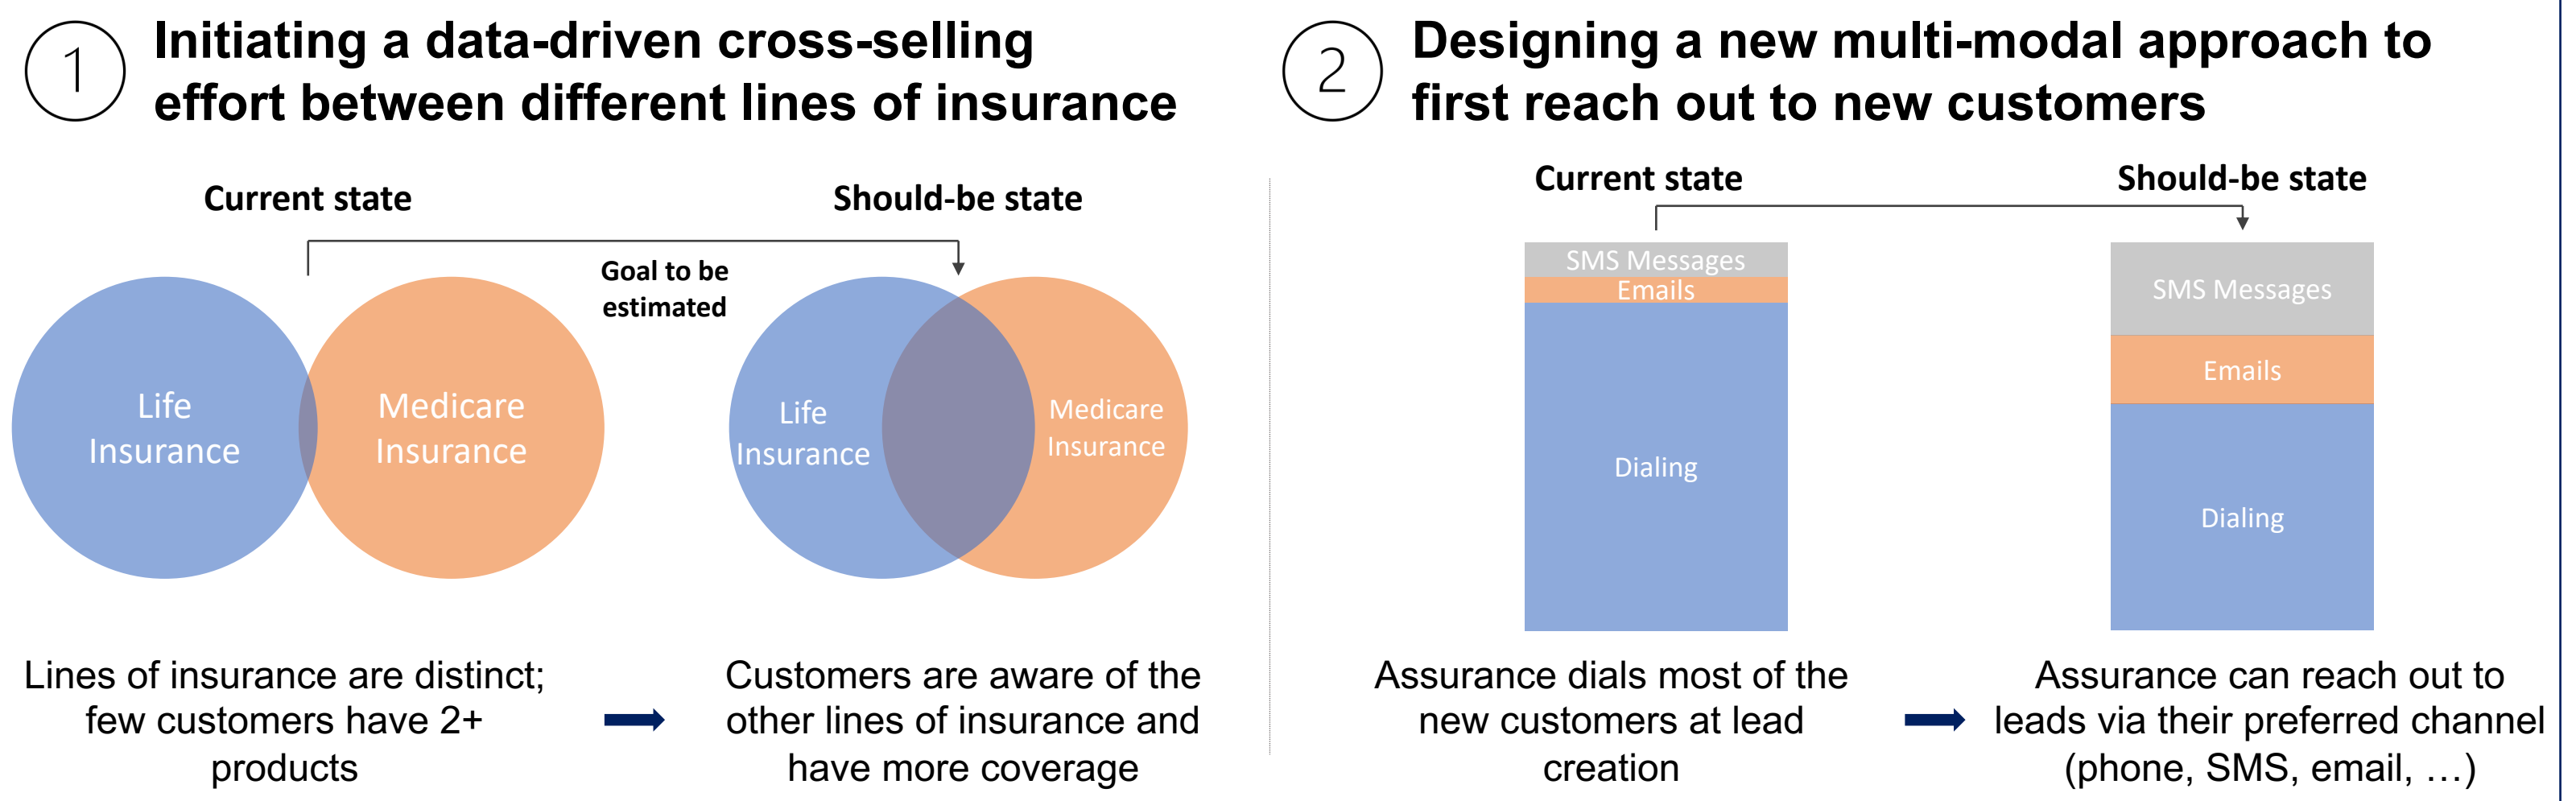 1
Initiating a data-driven cross-selling
effort between different lines of insurance
Current state
Should-be state
Goal to be
estimated
Life
Insurance
Medicare
Insurance
Life
Insurance
Medicare
Insurance
Lines of insurance are distinct;
few customers have 2+
products
Customers are aware of the
other lines of insurance and
have more coverage
2
Designing a new multi-modal approach to
first reach out to new customers
Current state
Should-be state
SMS Messages
Emails
Dialing
SMS Messages
Emails
Dialing
Assurance dials most of the
new customers at lead
creation
Assurance can reach out to
leads via their preferred channel
(phone, SMS, email, …)